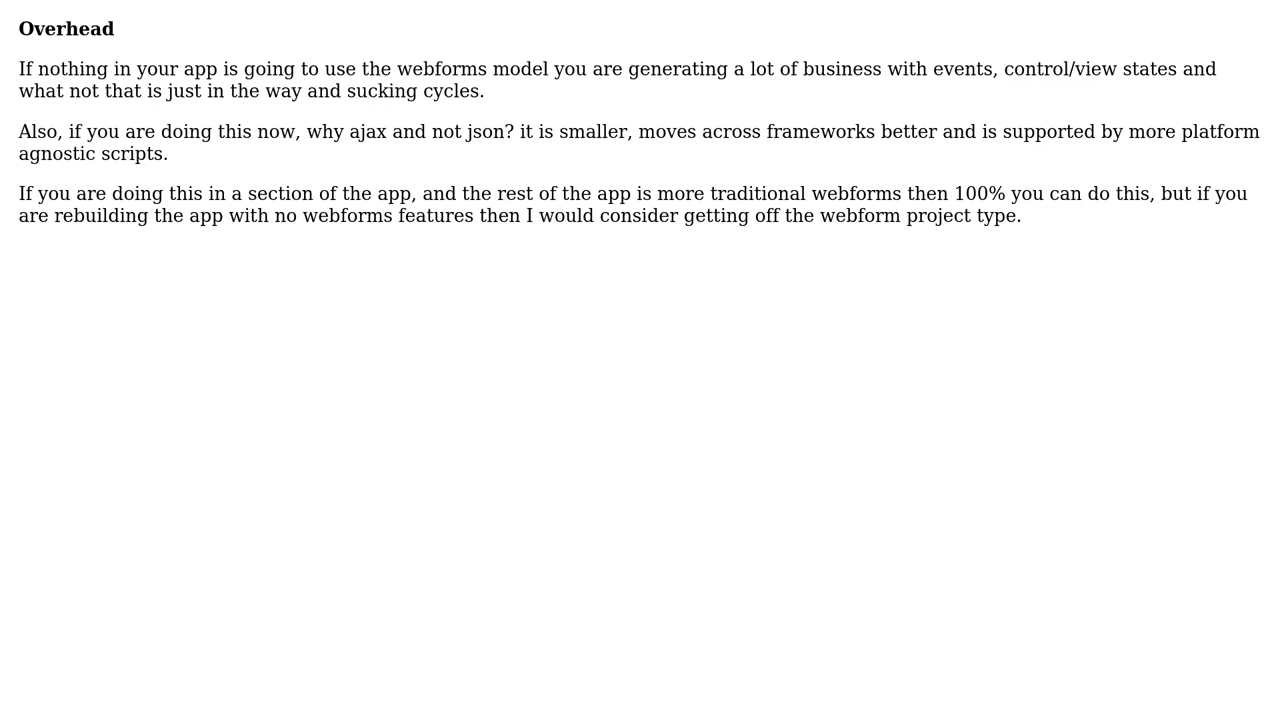 Overhead
If nothing in your app is going to use the webforms model you are generating a lot of business with events, control/view states and
what not that is just in the way and sucking cycles.
Also, if you are doing this now, why ajax and not json? it is smaller, moves across frameworks better and is supported by more platform
agnostic scripts.
If you are doing this in a section of the app, and the rest of the app is more traditional webforms then 100% you can do this, but if you
are rebuilding the app with no webforms features then I would consider getting off the webform project type.